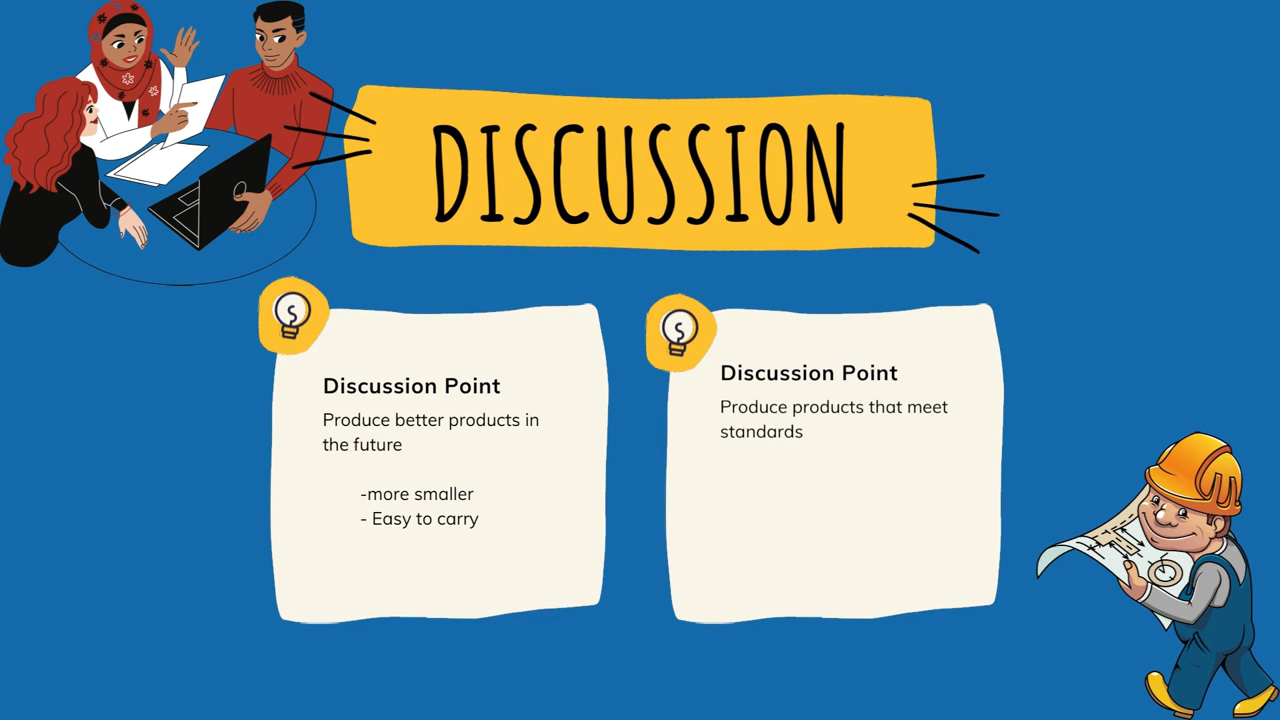 DISCUSSION
Discussion Point
Produce better products in
the future
-more smaller
- Easy to carry
Discussion Point
Produce products that meet
standards